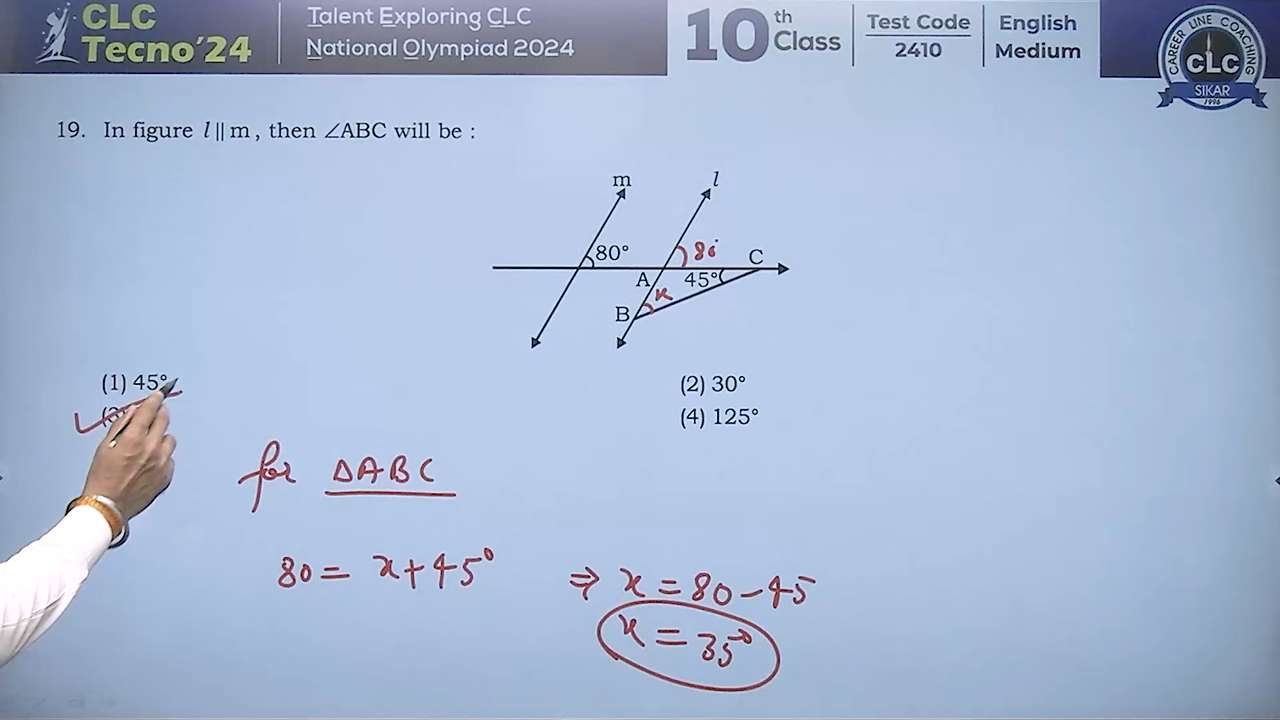 CLC
Tecno'24
Talent Exploring CLC
National Olympiad 2024
10th Class
Test Code
2410
English
Medium
CAREER LINE COACHING
CLC
SIKAR
1996
19. In figure l || m, then ∠ABC will be :
m
l
80°
80°
A
45°
C
x
B
(1) 45°
(2) 30°
(4) 125°
for ΔABC
80 = x + 45°
⇒ x = 80 - 45
x = 35°